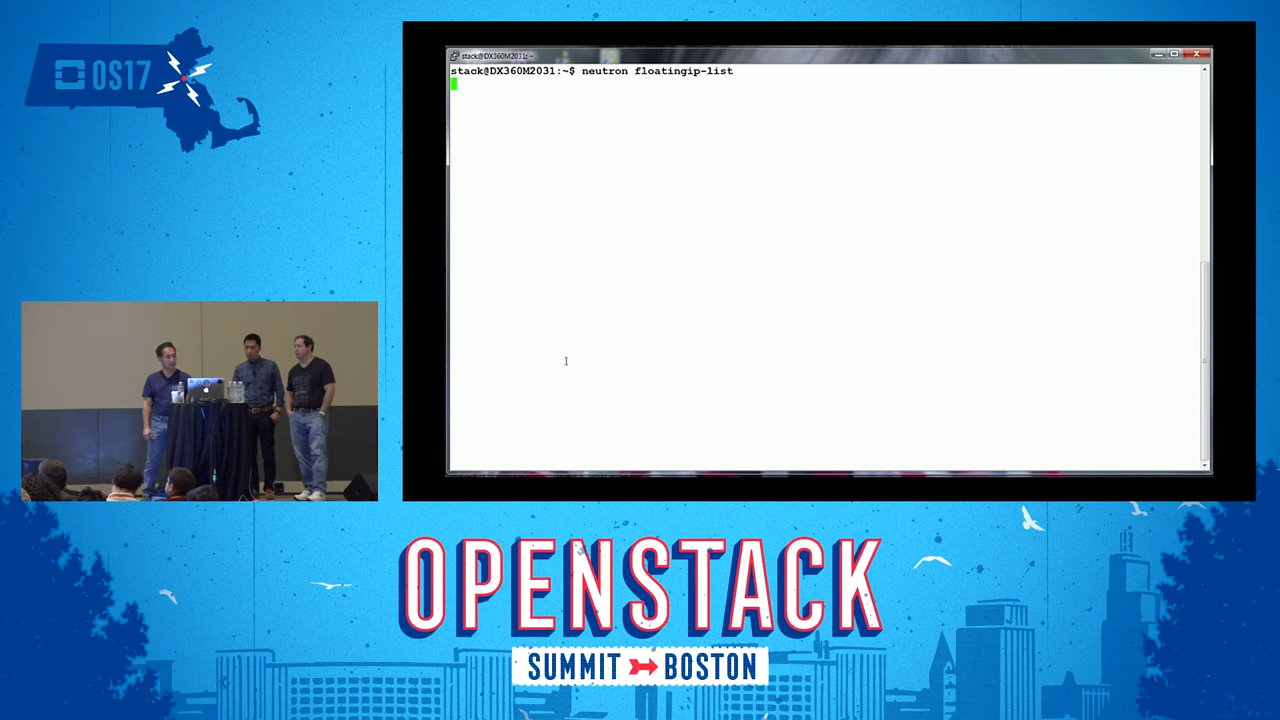 OS17
stack@DX360M2031: ~
stack@DX360M2031:~$ neutron floatingip-list
OPENSTACK
SUMMIT BOSTON